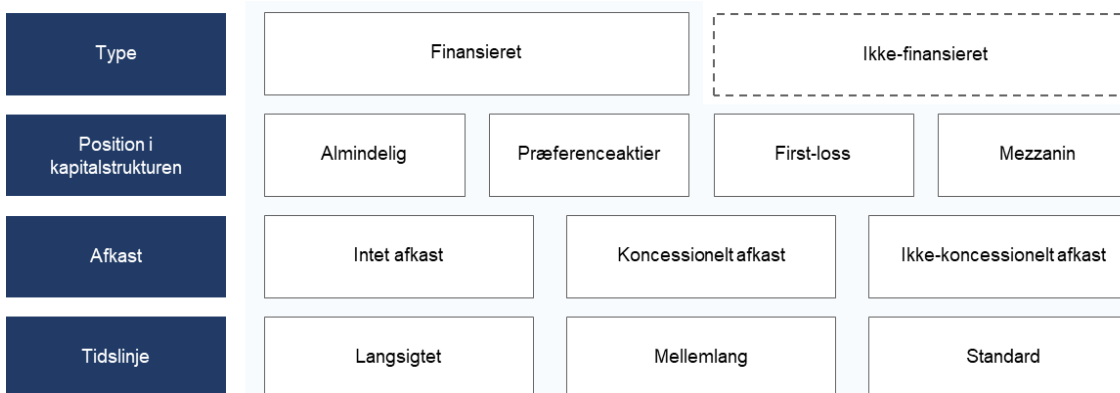 Type
Finansieret
Ikke-finansieret
Position i
kapitalstrukturen
Almindelig
Præferenceaktier
First-loss
Mezzanin
Afkast
Intet afkast
Koncessionelt afkast
Ikke-koncessionelt afkast
Tidslinje
Langsigtet
Mellemlang
Standard